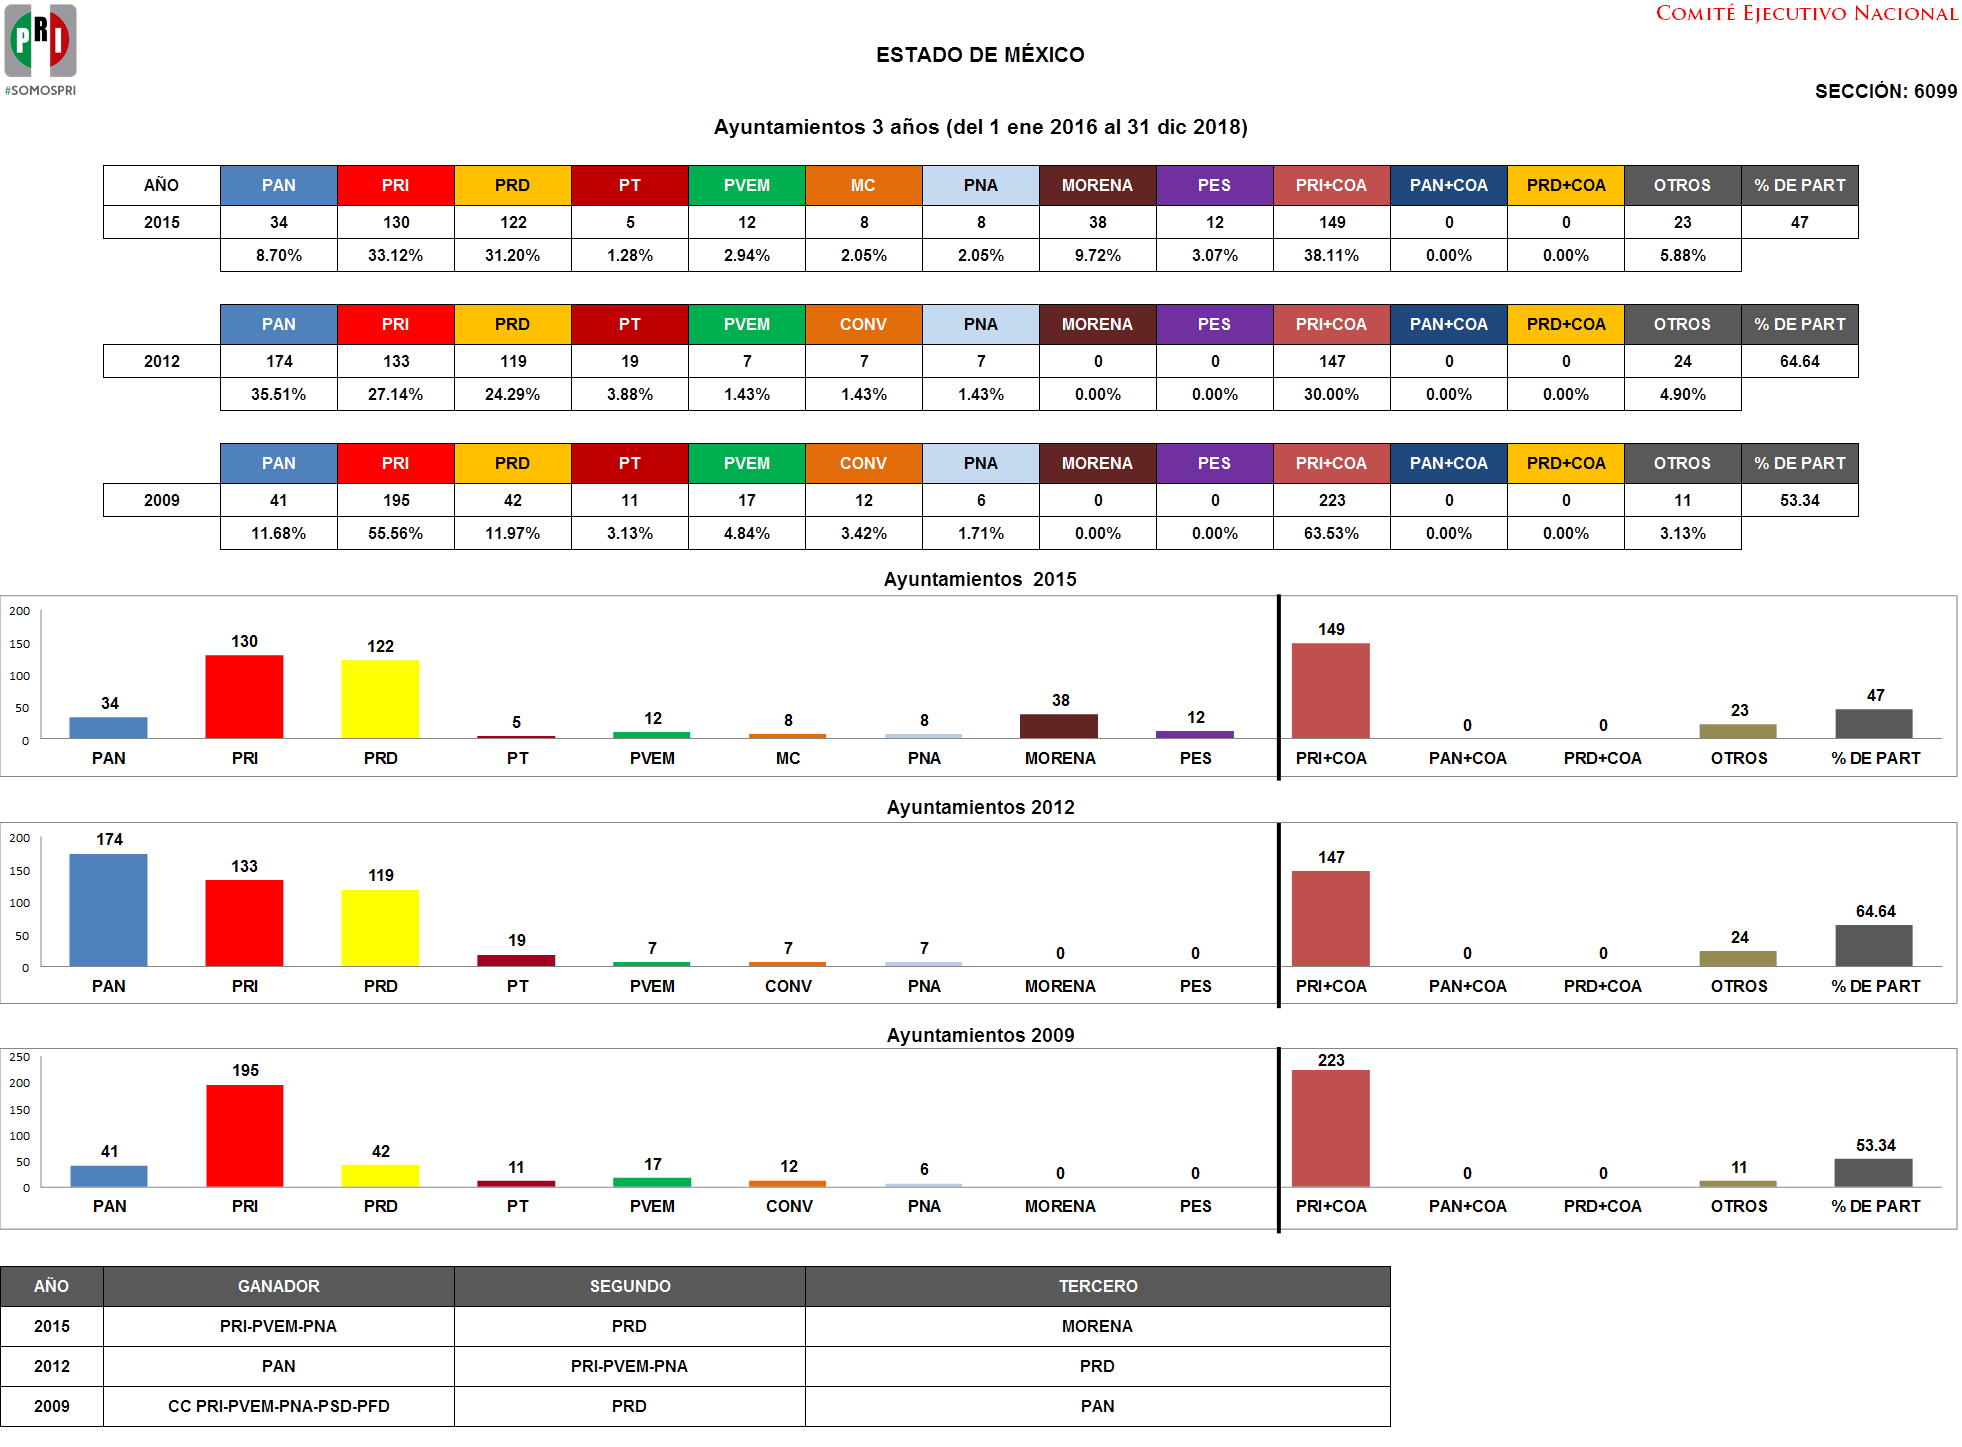 PRI
#SOMOSPRI
COMITÉ EJECUTIVO NACIONAL
ESTADO DE MÉXICO
SECCIÓN: 6099
Ayuntamientos 3 años (del 1 ene 2016 al 31 dic 2018)
AÑO PAN PRI PRD PT PVEM MC PNA MORENA PES PRI+COA PAN+COA PRD+COA OTROS % DE PART
2015 34 130 122 5 12 8 8 38 12 149 0 0 23 47
8.70% 33.12% 31.20% 1.28% 2.94% 2.05% 2.05% 9.72% 3.07% 38.11% 0.00% 0.00% 5.88%
PAN PRI PRD PT PVEM CONV PNA MORENA PES PRI+COA PAN+COA PRD+COA OTROS % DE PART
2012 174 133 119 19 7 7 7 0 0 147 0 0 24 64.64
35.51% 27.14% 24.29% 3.88% 1.43% 1.43% 1.43% 0.00% 0.00% 30.00% 0.00% 0.00% 4.90%
PAN PRI PRD PT PVEM CONV PNA MORENA PES PRI+COA PAN+COA PRD+COA OTROS % DE PART
2009 41 195 42 11 17 12 6 0 0 223 0 0 11 53.34
11.68% 55.56% 11.97% 3.13% 4.84% 3.42% 1.71% 0.00% 0.00% 63.53% 0.00% 0.00% 3.13%
Ayuntamientos 2015
200
150
100
50
0
34 130 122 5 12 8 8 38 12 149 0 0 23 47
PAN PRI PRD PT PVEM MC PNA MORENA PES PRI+COA PAN+COA PRD+COA OTROS % DE PART
Ayuntamientos 2012
200
150
100
50
0
174 133 119 19 7 7 7 0 0 147 0 0 24 64.64
PAN PRI PRD PT PVEM CONV PNA MORENA PES PRI+COA PAN+COA PRD+COA OTROS % DE PART
Ayuntamientos 2009
250
200
150
100
50
0
41 195 42 11 17 12 6 0 0 223 0 0 11 53.34
PAN PRI PRD PT PVEM CONV PNA MORENA PES PRI+COA PAN+COA PRD+COA OTROS % DE PART
AÑO GANADOR SEGUNDO TERCERO
2015 PRI-PVEM-PNA PRD MORENA
2012 PAN PRI-PVEM-PNA PRD
2009 CC PRI-PVEM-PNA-PSD-PFD PRD PAN